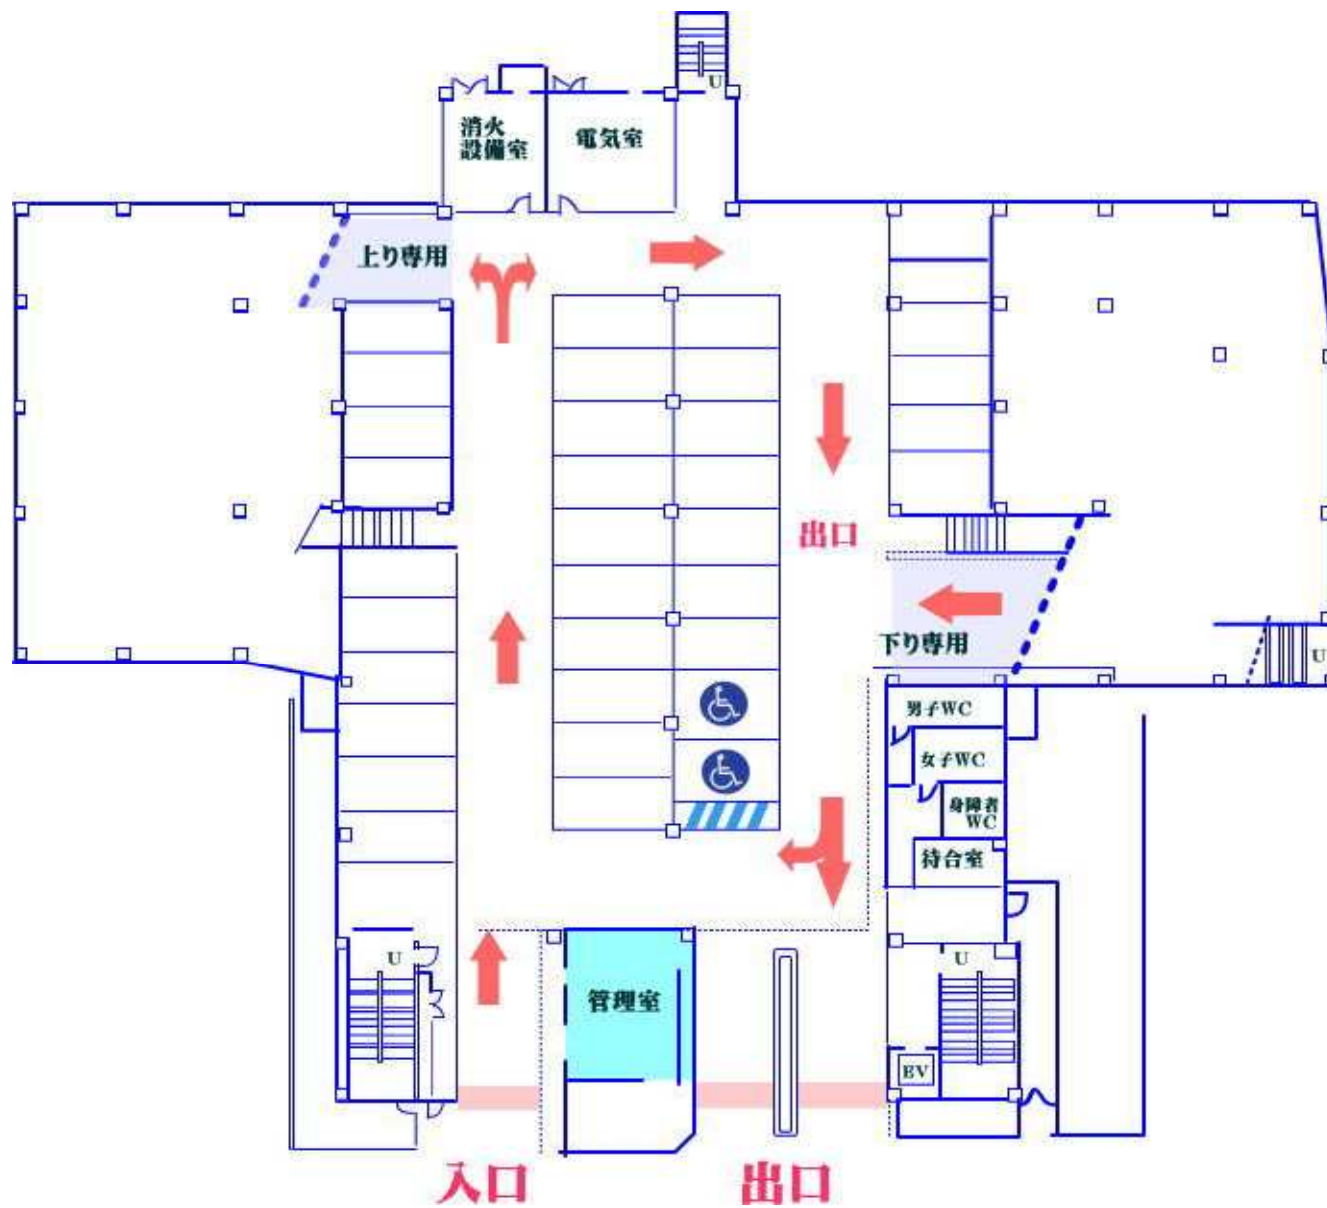 U
消火
設備室
電気室
上り専用
出口
下り専用
U
男子WC
女子WC
身障者
WC
待合室
U
管理室
U
EV
入口
出口